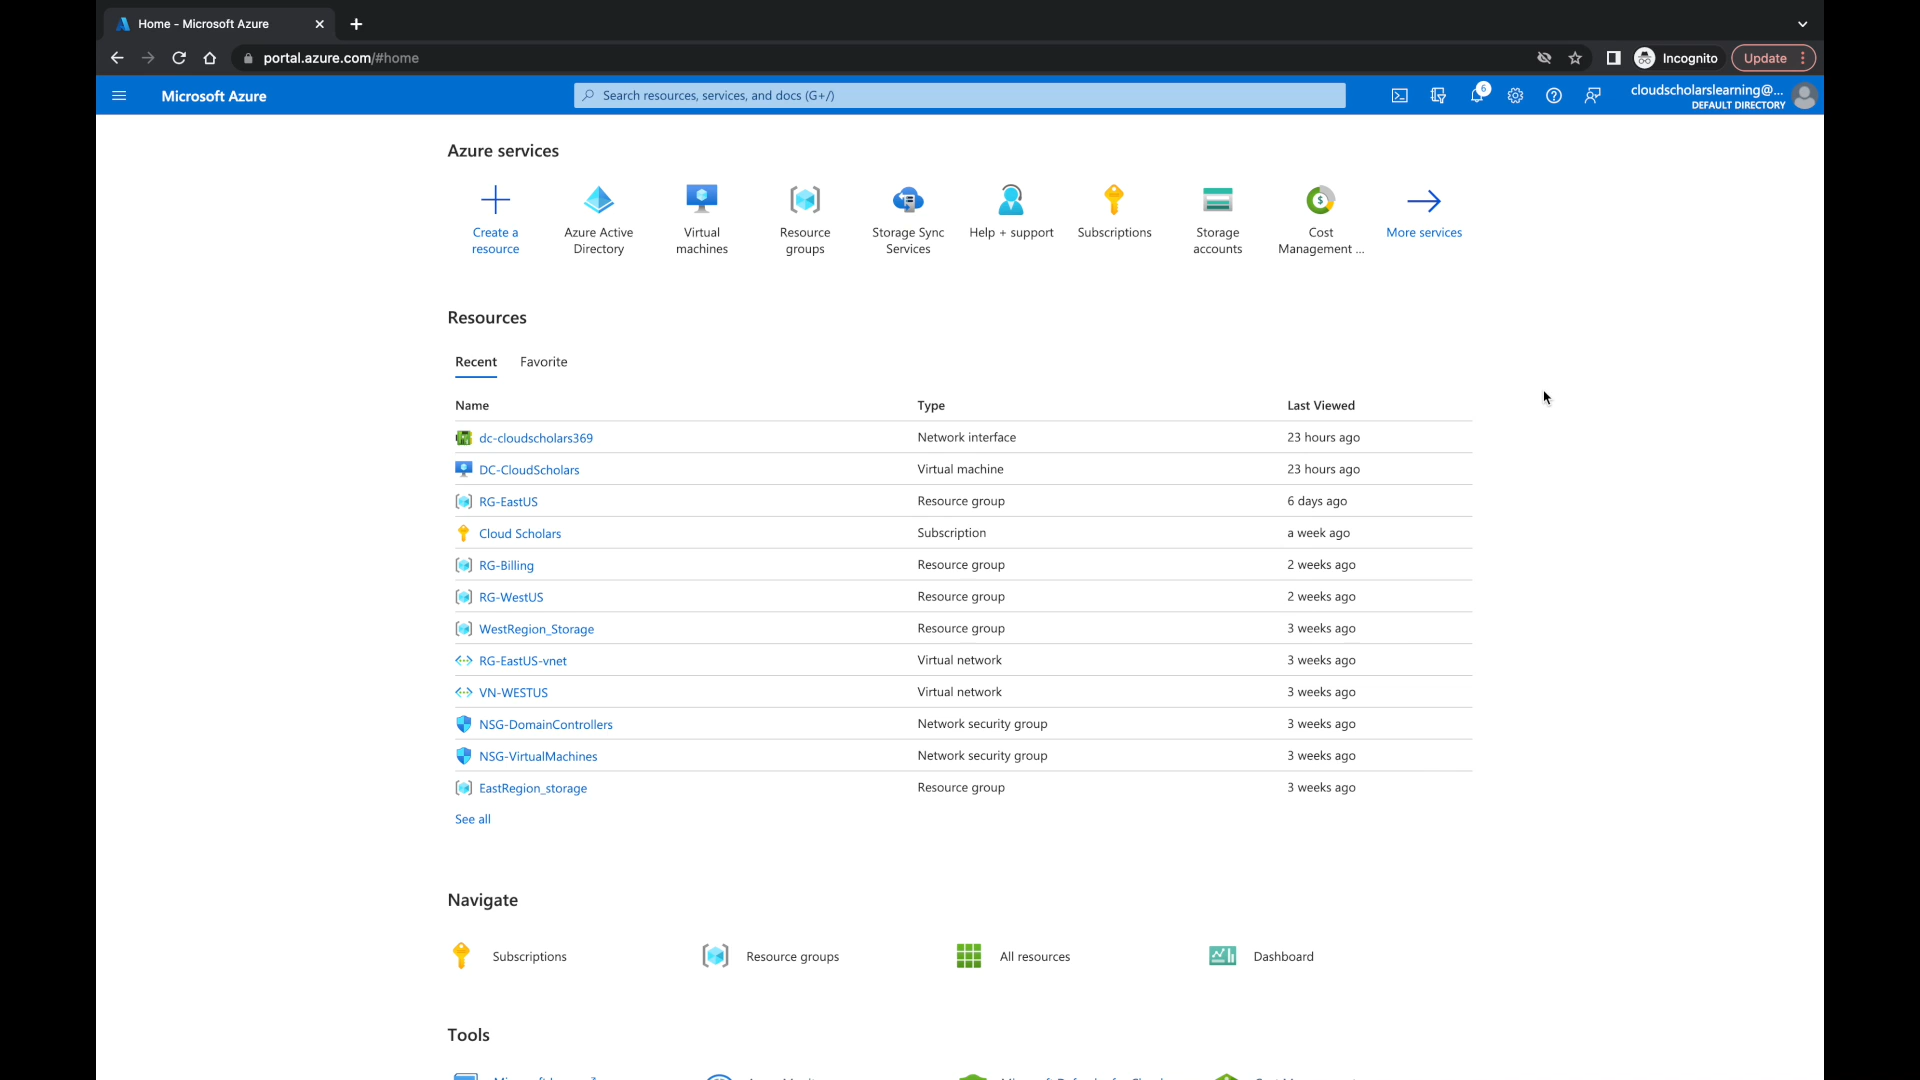 Home - Microsoft Azure
portal.azure.com/#home
Incognito
Update
Microsoft Azure
Search resources, services, and docs (G+/)
6
cloudscholarslearning@...
DEFAULT DIRECTORY
Azure services
Create a
resource
Azure Active
Directory
Virtual
machines
Resource
groups
Storage Sync
Services
Help + support
Subscriptions
Storage
accounts
Cost
Management ...
More services
Resources
Recent Favorite
Name Type Last Viewed
dc-cloudscholars369 Network interface 23 hours ago
DC-CloudScholars Virtual machine 23 hours ago
RG-EastUS Resource group 6 days ago
Cloud Scholars Subscription a week ago
RG-Billing Resource group 2 weeks ago
RG-WestUS Resource group 2 weeks ago
WestRegion_Storage Resource group 3 weeks ago
RG-EastUS-vnet Virtual network 3 weeks ago
VN-WESTUS Virtual network 3 weeks ago
NSG-DomainControllers Network security group 3 weeks ago
NSG-VirtualMachines Network security group 3 weeks ago
EastRegion_storage Resource group 3 weeks ago
See all
Navigate
Subscriptions Resource groups All resources Dashboard
Tools